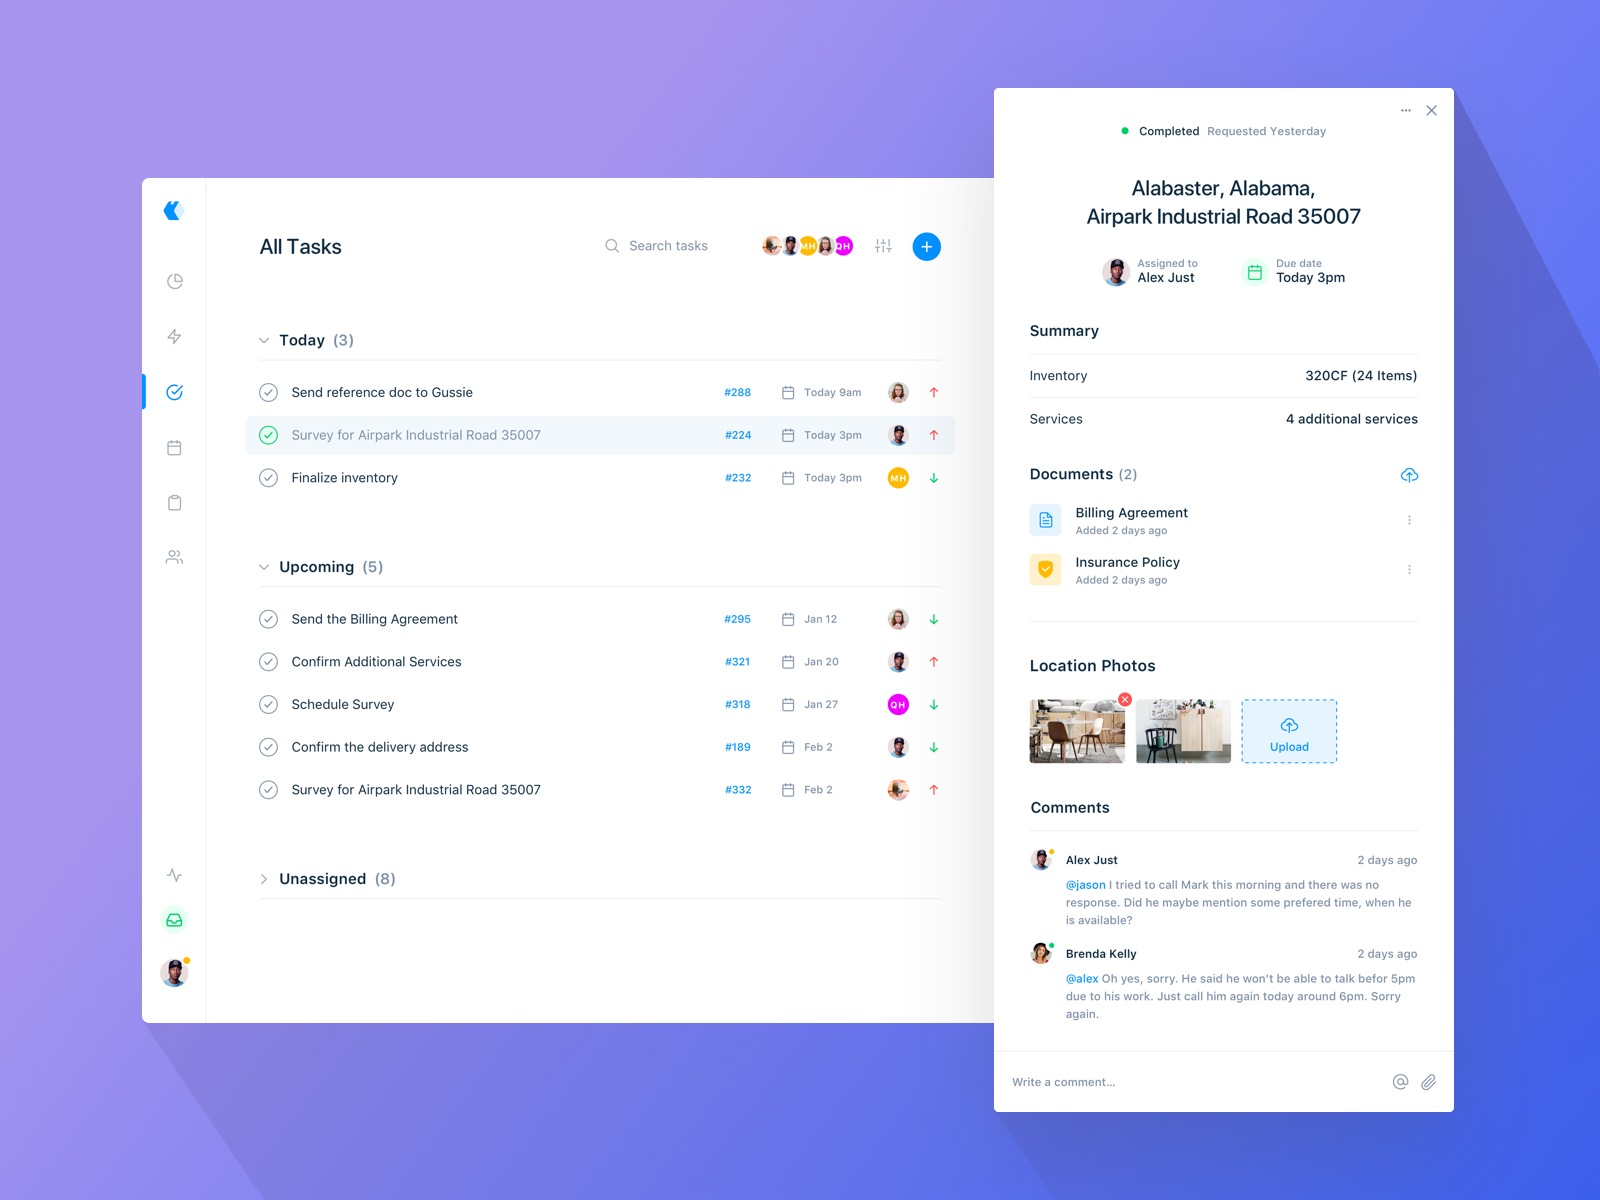 All Tasks
Search tasks
MH
QH
Today (3)
Send reference doc to Gussie #288 Today 9am
Survey for Airpark Industrial Road 35007 #224 Today 3pm
Finalize inventory #232 Today 3pm MH
Upcoming (5)
Send the Billing Agreement #295 Jan 12
Confirm Additional Services #321 Jan 20
Schedule Survey #318 Jan 27 QH
Confirm the delivery address #189 Feb 2
Survey for Airpark Industrial Road 35007 #332 Feb 2
Unassigned (8)
Completed Requested Yesterday
Alabaster, Alabama,
Airpark Industrial Road 35007
Assigned to
Alex Just
Due date
Today 3pm
Summary
Inventory 320CF (24 Items)
Services 4 additional services
Documents (2)
Billing Agreement
Added 2 days ago
Insurance Policy
Added 2 days ago
Location Photos
Upload
Comments
Alex Just 2 days ago
@jason I tried to call Mark this morning and there was no
response. Did he maybe mention some prefered time, when he
is available?
Brenda Kelly 2 days ago
@alex Oh yes, sorry. He said he won't be able to talk befor 5pm
due to his work. Just call him again today around 6pm. Sorry
again.
Write a comment...